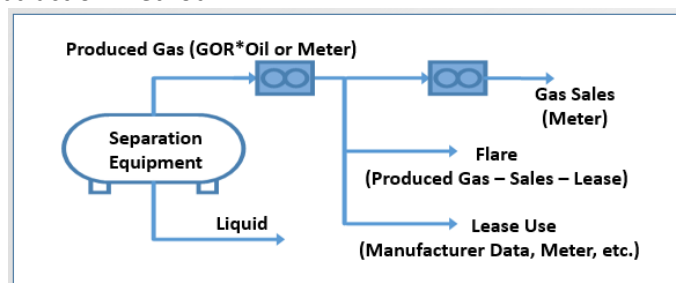 Produced Gas (GOR*Oil or Meter)
Separation
Equipment
Gas Sales
(Meter)
Flare
(Produced Gas – Sales – Lease)
Liquid
Lease Use
(Manufacturer Data, Meter, etc.)